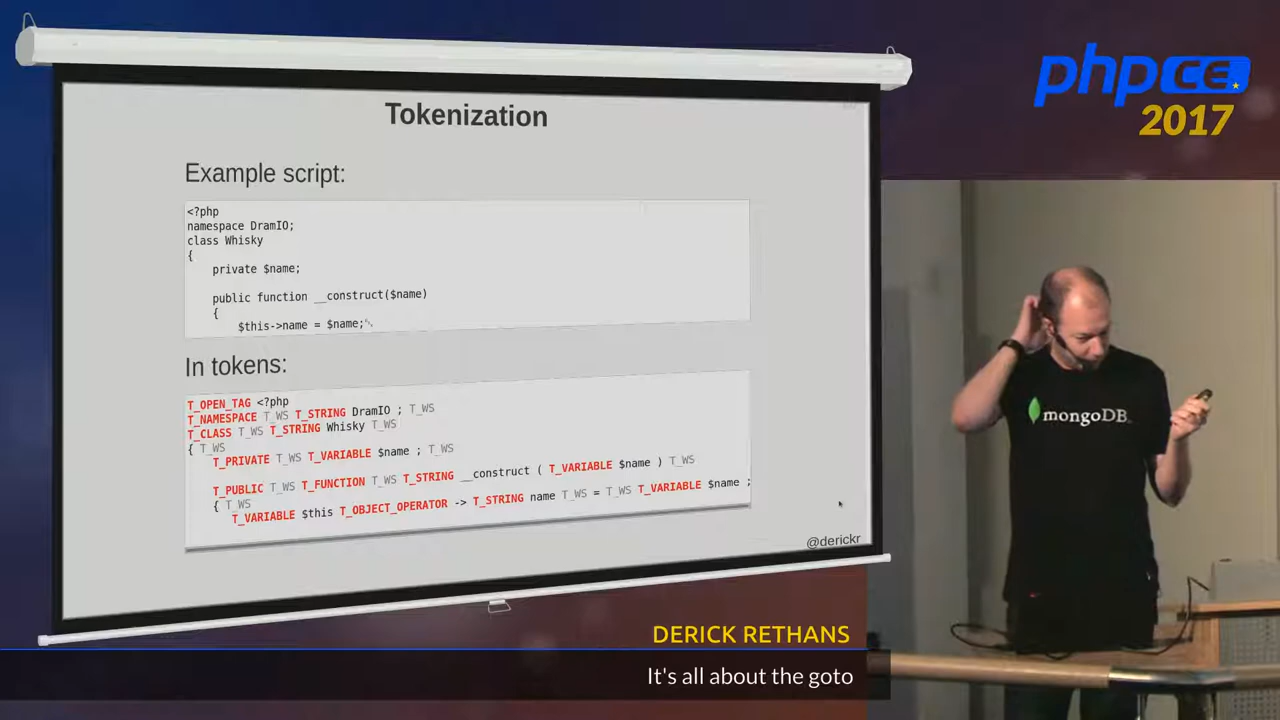 Tokenization
Example script:
<?php
namespace DramIO;
class Whisky
{
private $name;
public function __construct($name)
{
$this->name = $name;
In tokens:
T_OPEN_TAG <?php
T_NAMESPACE T_WS T_STRING DramIO ; T_WS
T_CLASS T_WS T_STRING Whisky T_WS
{ T_WS
T_PRIVATE T_WS T_VARIABLE $name ; T_WS
T_PUBLIC T_WS T_FUNCTION T_WS T_STRING __construct ( T_VARIABLE $name ) T_WS
{ T_WS
T_VARIABLE $this T_OBJECT_OPERATOR -> T_STRING name T_WS = T_WS T_VARIABLE $name ;
@derickr
phpCE
2017
mongoDB
DERICK RETHANS
It's all about the goto